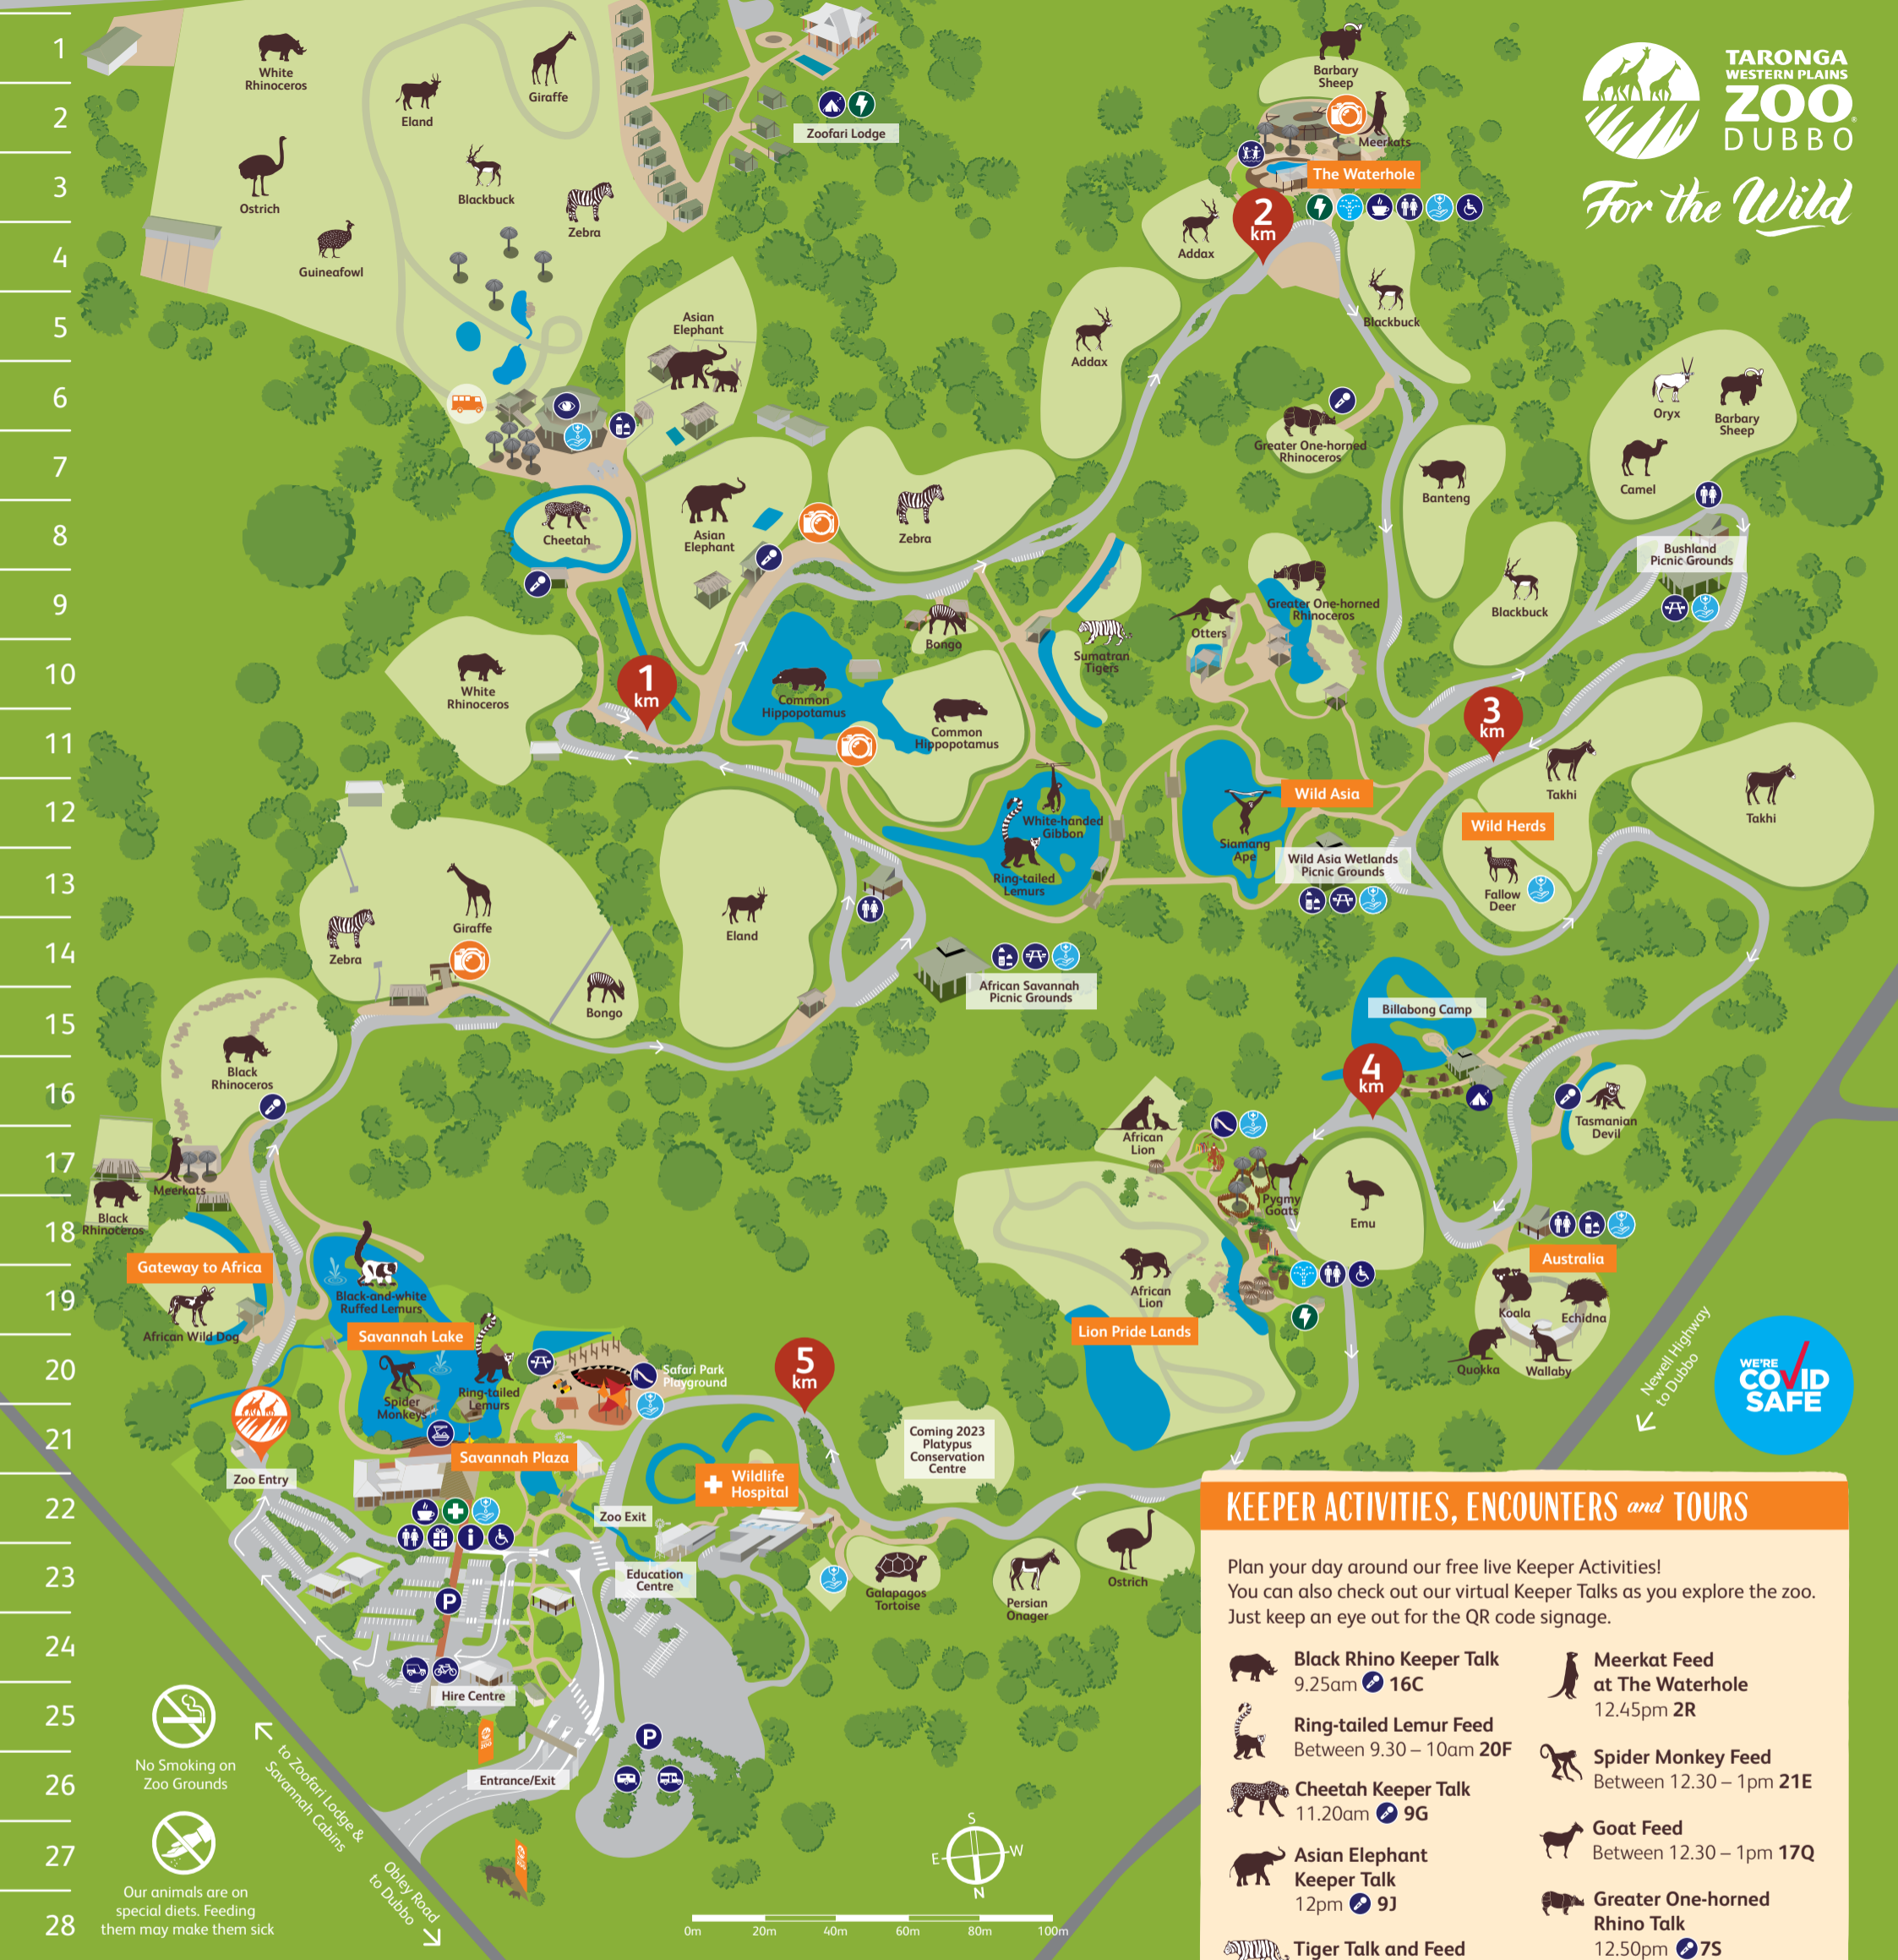 1
2
3
4
5
6
7
8
9
10
11
12
13
14
15
16
17
18
19
20
21
22
23
24
25
26
27
28
TARONGA
WESTERN PLAINS
ZOO
DUBBO
For the Wild
White
Rhinoceros
Eland
Giraffe
Ostrich
Blackbuck
Zebra
Guineafowl
Zoofari Lodge
Barbary
Sheep
Meerkats
The Waterhole
2
km
Addax
Blackbuck
Addax
Asian
Elephant
Oryx
Barbary
Sheep
Camel
Greater One-horned
Rhinoceros
Banteng
Cheetah
Asian
Elephant
Zebra
Bushland
Picnic Grounds
Blackbuck
Bongo
Otters
Greater One-horned
Rhinoceros
Sumatran
Tigers
White
Rhinoceros
1
km
Common
Hippopotamus
Common
Hippopotamus
3
km
Takhi
Takhi
Wild Asia
Wild Herds
White-handed
Gibbon
Ring-tailed
Lemurs
Siamang
Ape
Wild Asia Wetlands
Picnic Grounds
Fallow
Deer
Giraffe
Zebra
Eland
Bongo
African Savannah
Picnic Grounds
Billabong Camp
Black
Rhinoceros
4
km
Tasmanian
Devil
African
Lion
Pygmy
Goats
Emu
Meerkats
Black
Rhinoceros
Gateway to Africa
African Wild Dog
Black-and-white
Ruffed Lemurs
Savannah Lake
Spider
Monkeys
Ring-tailed
Lemurs
Safari Park
Playground
African
Lion
Lion Pride Lands
Australia
Koala
Echidna
Quokka
Wallaby
Newell Highway
to Dubbo
WE'RE
COVID
SAFE
5
km
Zoo Entry
Savannah Plaza
Wildlife
Hospital
Coming 2023
Platypus
Conservation
Centre
Zoo Exit
Education
Centre
Galapagos
Tortoise
Persian
Onager
Ostrich
i
P
Hire Centre
P
Entrance/Exit
No Smoking on
Zoo Grounds
Our animals are on
special diets. Feeding
them may make them sick
to Zoofari Lodge &
Savannah Cabins
Obley Road
to Dubbo
S
E
W
N
0m
20m
40m
60m
80m
100m
KEEPER ACTIVITIES, ENCOUNTERS and TOURS
Plan your day around our free live Keeper Activities!
You can also check out our virtual Keeper Talks as you explore the zoo.
Just keep an eye out for the QR code signage.
Black Rhino Keeper Talk
9.25am 16C
Ring-tailed Lemur Feed
Between 9.30 – 10am 20F
Cheetah Keeper Talk
11.20am 9G
Asian Elephant
Keeper Talk
12pm 9J
Tiger Talk and Feed
Meerkat Feed
at The Waterhole
12.45pm 2R
Spider Monkey Feed
Between 12.30 – 1pm 21E
Goat Feed
Between 12.30 – 1pm 17Q
Greater One-horned
Rhino Talk
12.50pm 7S